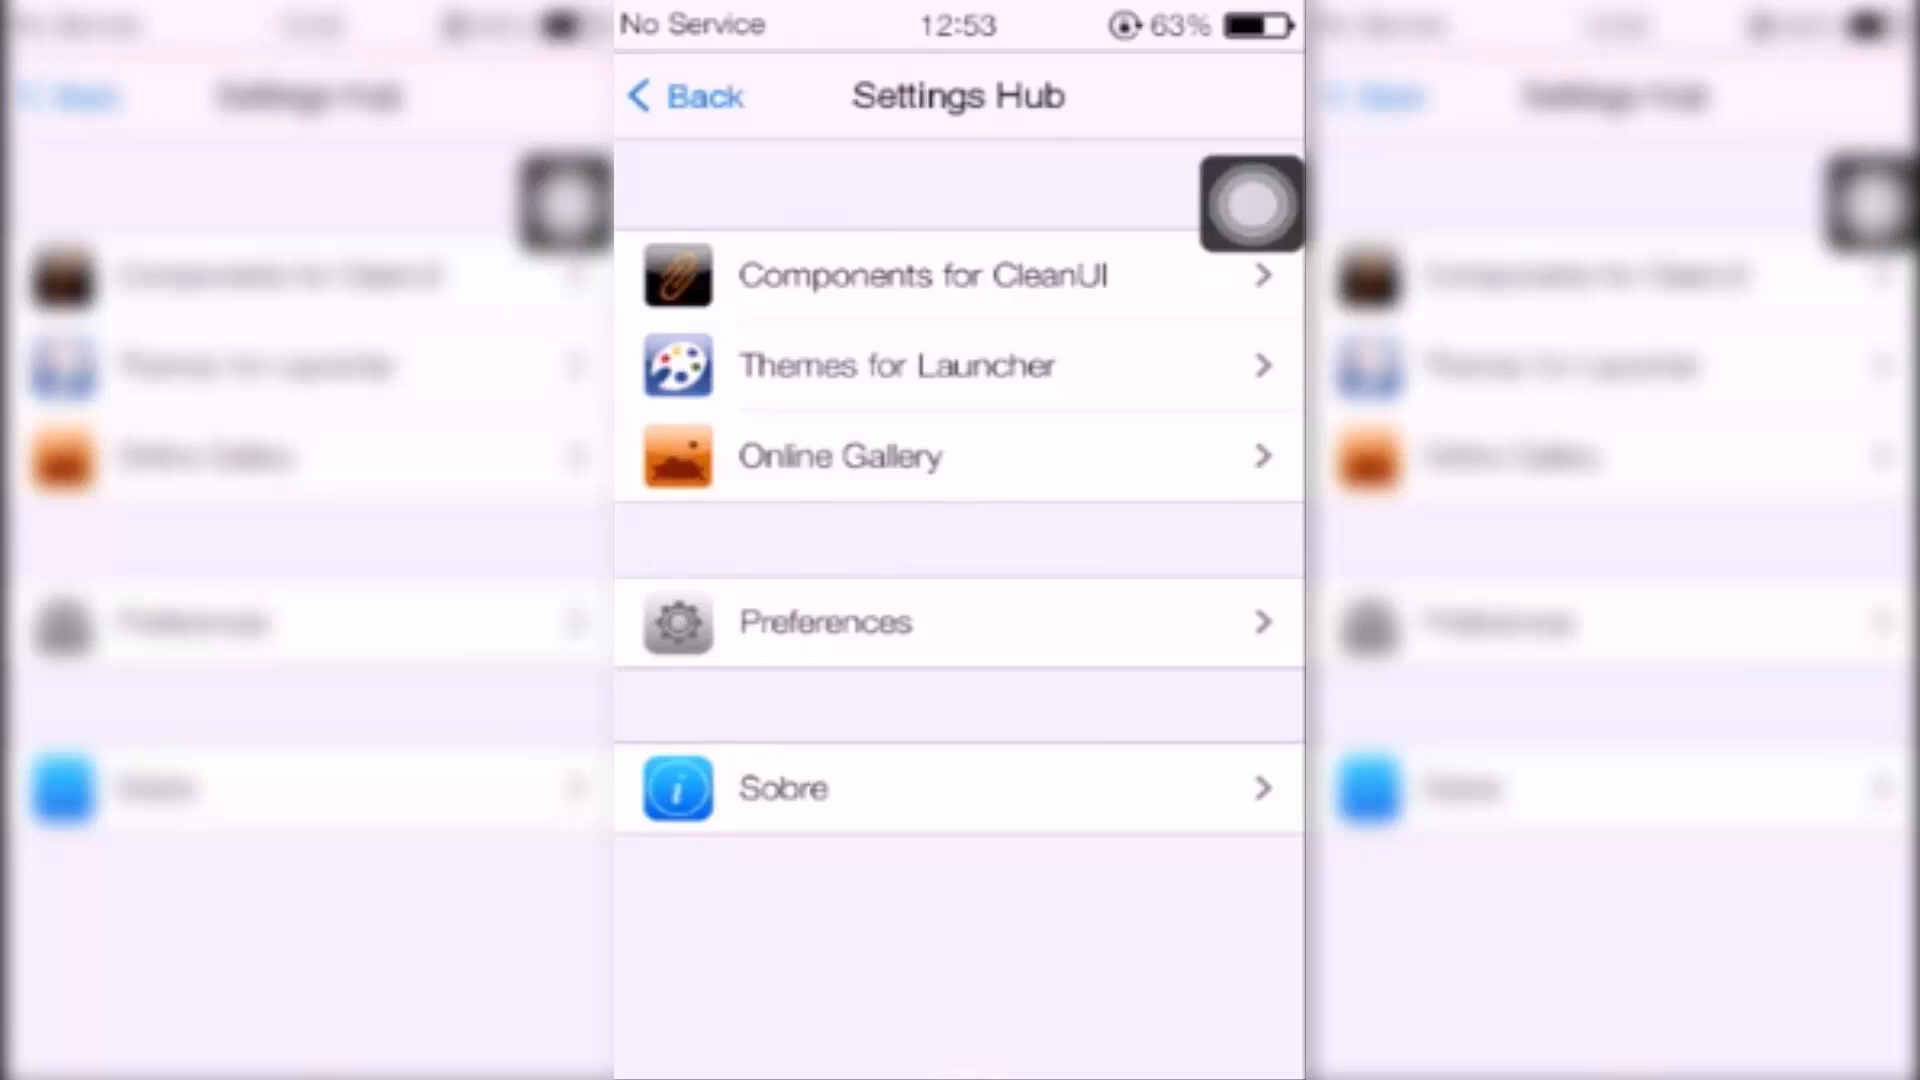 No Service 12:53 63%
Back Settings Hub
Components for CleanUI
Themes for Launcher
Online Gallery
Preferences
Sobre